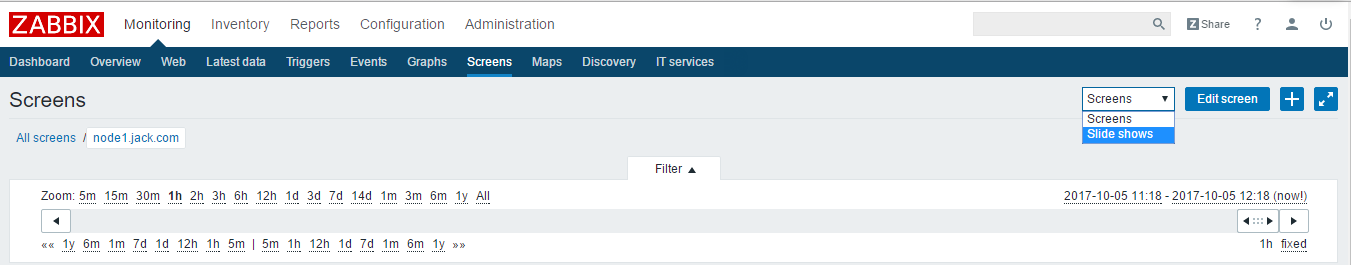 ZABBIX Monitoring Inventory Reports Configuration Administration Z Share ?
Dashboard Overview Web Latest data Triggers Events Graphs Screens Maps Discovery IT services
Screens Screens ▼ Edit screen +
Screens
Slide shows
All screens / node1.jack.com
Filter ▲
Zoom: 5m 15m 30m 1h 2h 3h 6h 12h 1d 3d 7d 14d 1m 3m 6m 1y All 2017-10-05 11:18 - 2017-10-05 12:18 (now!)
«« 1y 6m 1m 7d 1d 12h 1h 5m | 5m 1h 12h 1d 7d 1m 6m 1y »» 1h fixed